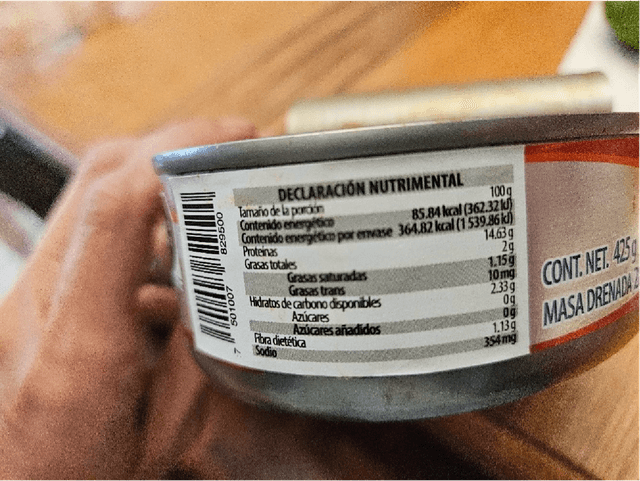 DECLARACIÓN NUTRIMENTAL
Tamaño de la porción 100 g
Contenido energético 85.84 kcal (362.32 kJ)
Contenido energético por envase 364.82 kcal (1 539.86 kJ)
Proteínas 14.63 g
Grasas totales 2 g
Grasas saturadas 1.15 g
Grasas trans 10 mg
Hidratos de carbono disponibles 2.33 g
Azúcares 0 g
Azúcares añadidos 0 g
Fibra dietética 1.13 g
Sodio 354 mg
7 501007 829500
CONT. NET. 425 g
MASA DRENADA